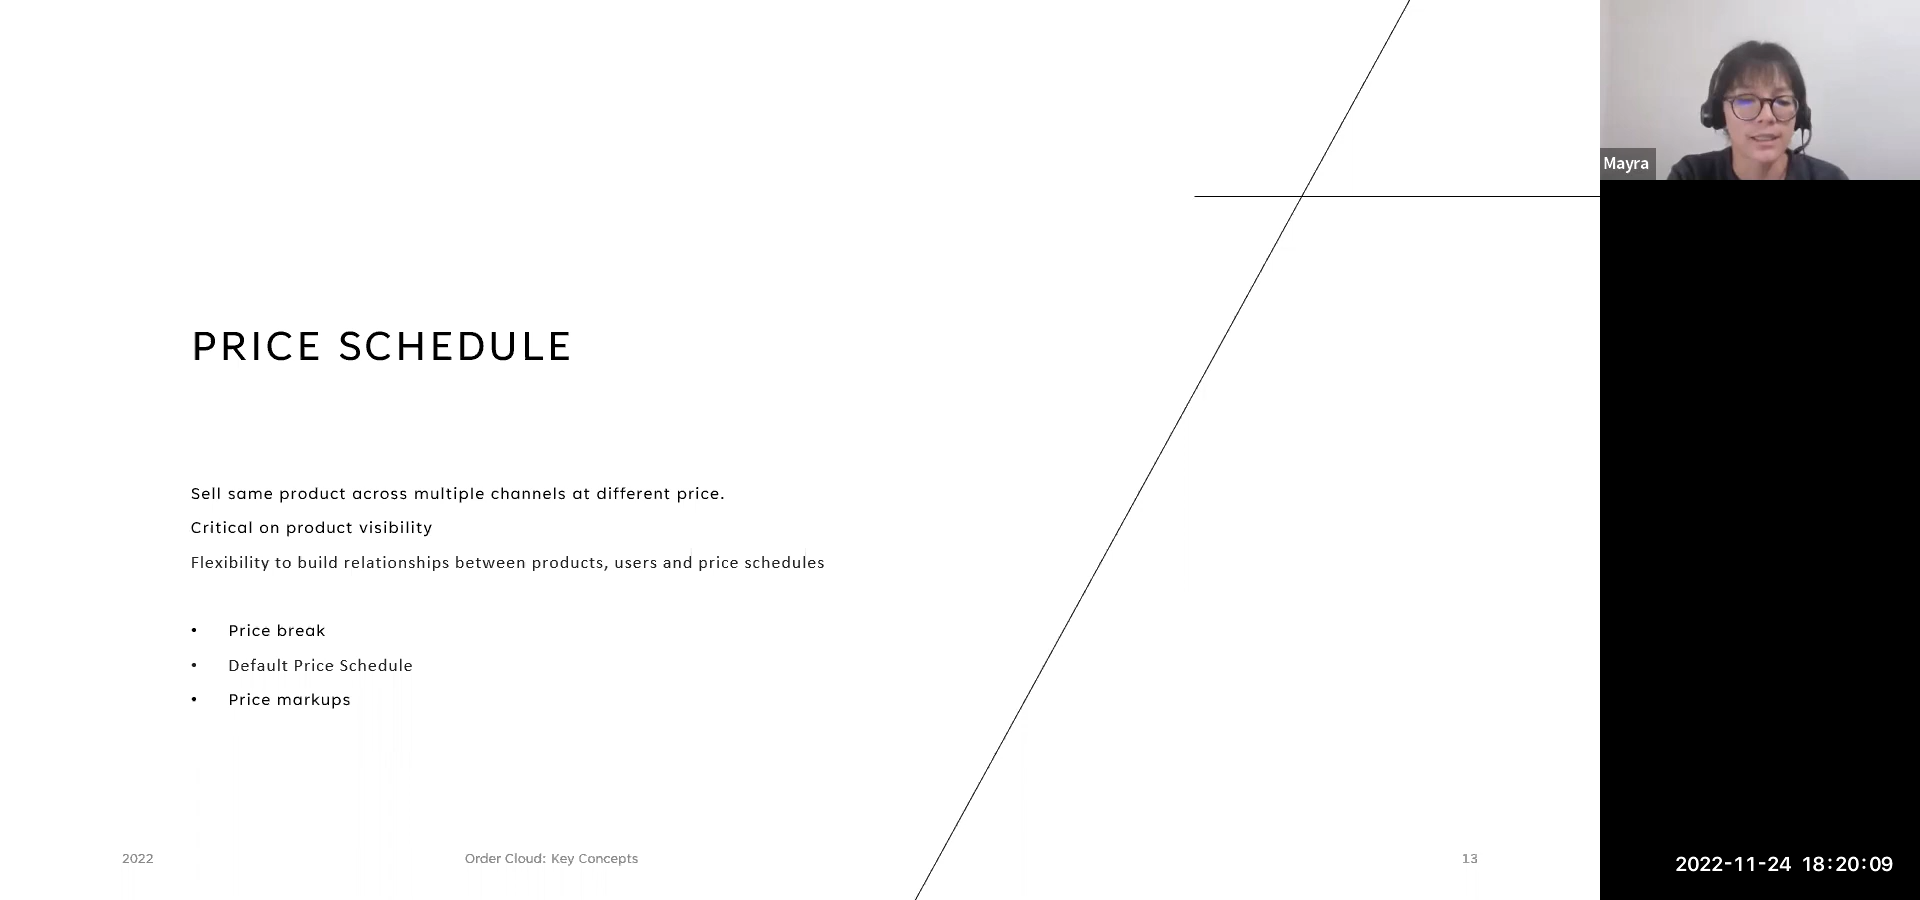 PRICE SCHEDULE
Sell same product across multiple channels at different price.
Critical on product visibility
Flexibility to build relationships between products, users and price schedules
• Price break
• Default Price Schedule
• Price markups
2022
Order Cloud: Key Concepts
13
Mayra
2022-11-24 18:20:09